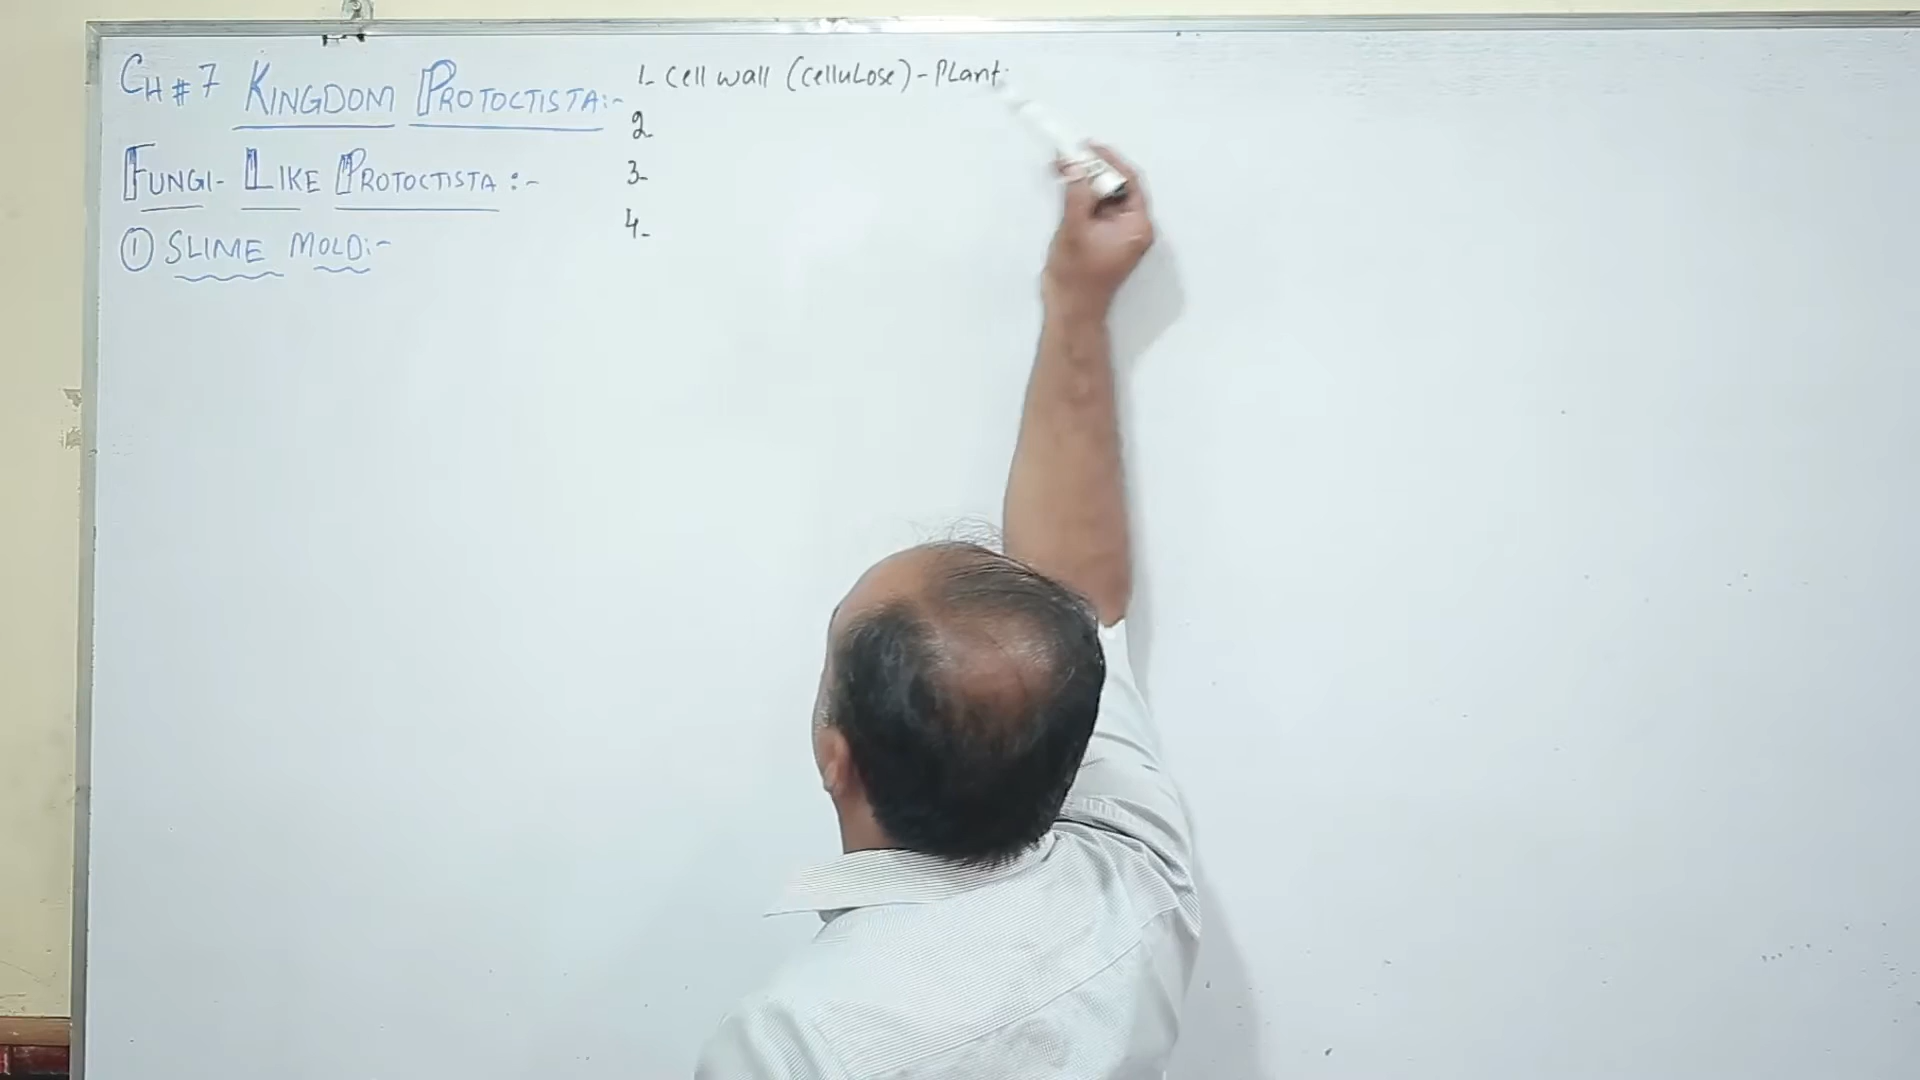 CH # 7 KINGDOM PROTOCTISTA:-
FUNGI- LIKE PROTOCTISTA :-
① SLIME MOLD:-
1- Cell wall (celluLose) - PLant
2
3-
4-